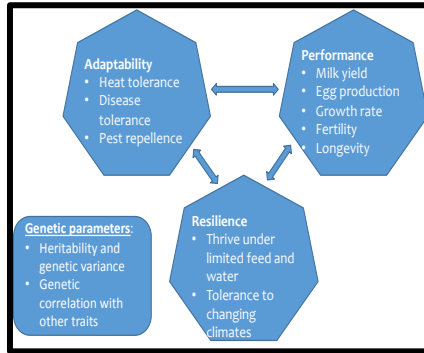 Adaptability
• Heat tolerance
• Disease
tolerance
• Pest repellence
Performance
• Milk yield
• Egg production
• Growth rate
• Fertility
• Longevity
Resilience
• Thrive under
limited feed and
water
• Tolerance to
changing
climates
Genetic parameters:
• Heritability and
genetic variance
• Genetic
correlation with
other traits